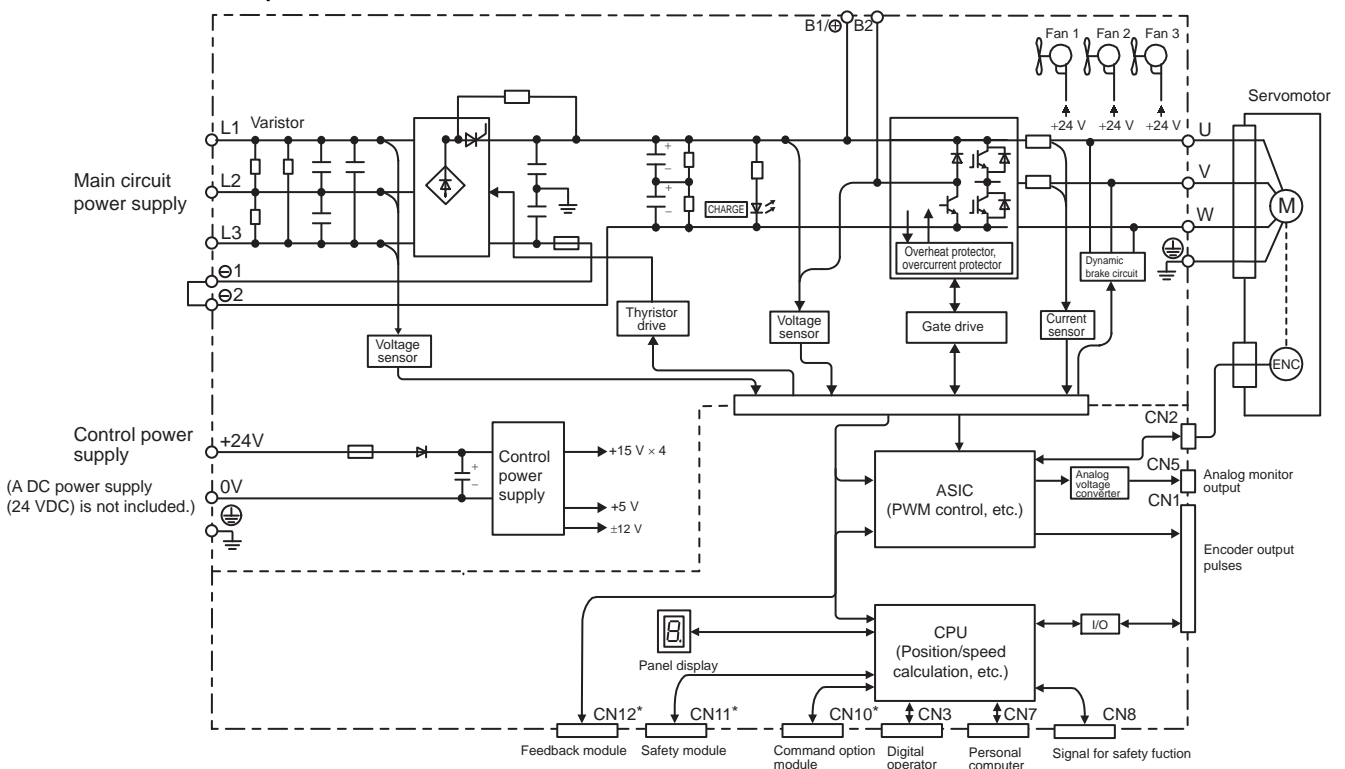 B1/⊕ B2
Fan 1 Fan 2 Fan 3
+24 V +24 V +24 V
Servomotor
Varistor
L1
L2
L3
Main circuit
power supply
⊖1
⊖2
CHARGE
+
–
+
–
Overheat protector,
overcurrent protector
U
V
W
M
ENC
Dynamic
brake circuit
Thyristor
drive
Voltage
sensor
Voltage
sensor
Gate drive
Current
sensor
Control power
supply
(A DC power supply
(24 VDC) is not included.)
+24V
0V
+
–
Control
power
supply
+15 V × 4
+5 V
±12 V
ASIC
(PWM control, etc.)
Analog
voltage
converter
CN2
CN5
Analog monitor
output
CN1
Encoder output
pulses
CPU
(Position/speed
calculation, etc.)
I/O
8.
Panel display
CN12*
Feedback module
CN11*
Safety module
CN10*
Command option
module
CN3
Digital
operator
CN7
Personal
computer
CN8
Signal for safety fuction